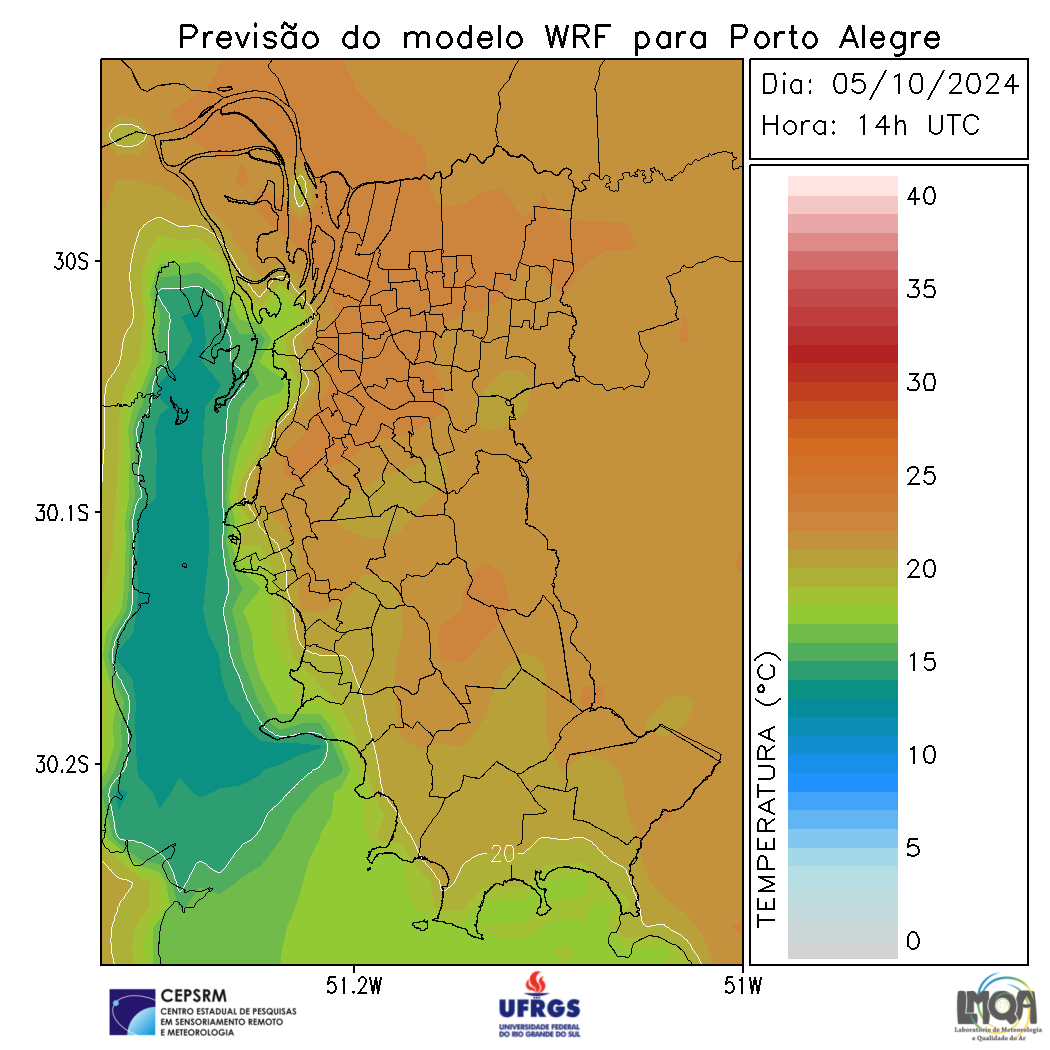 Previsão do modelo WRF para Porto Alegre
Dia: 05/10/2024
Hora: 14h UTC
30S
30.1S
30.2S
51.2W
51W
20
TEMPERATURA (°C)
40
35
30
25
20
15
10
5
0
CEPSRM
CENTRO ESTADUAL DE PESQUISAS
EM SENSORIAMENTO REMOTO
E METEOROLOGIA
UFRGS
UNIVERSIDADE FEDERAL
DO RIO GRANDE DO SUL
LMQA
Laboratório de Meteorologia
e Qualidade do Ar